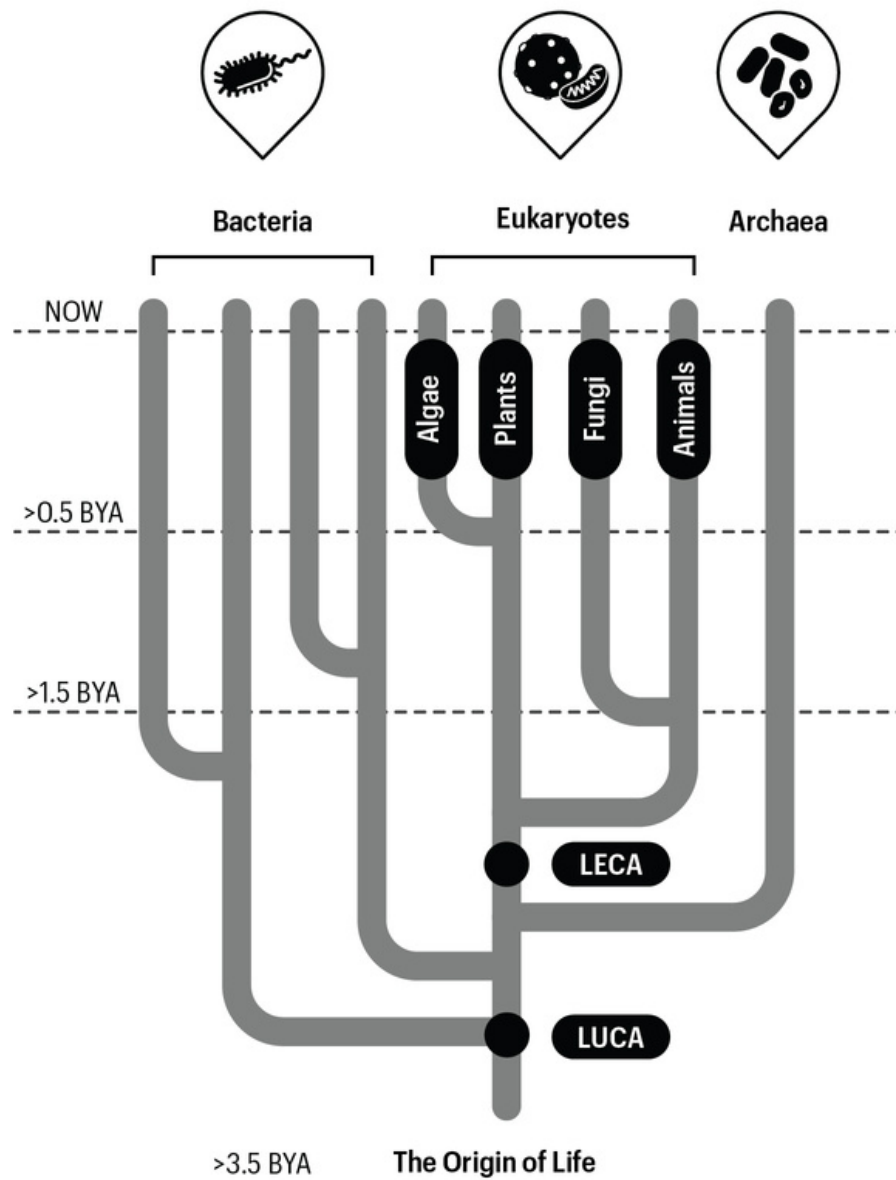 Bacteria
Eukaryotes
Archaea
NOW
Algae
Plants
Fungi
Animals
>0.5 BYA
>1.5 BYA
LECA
LUCA
>3.5 BYA
The Origin of Life